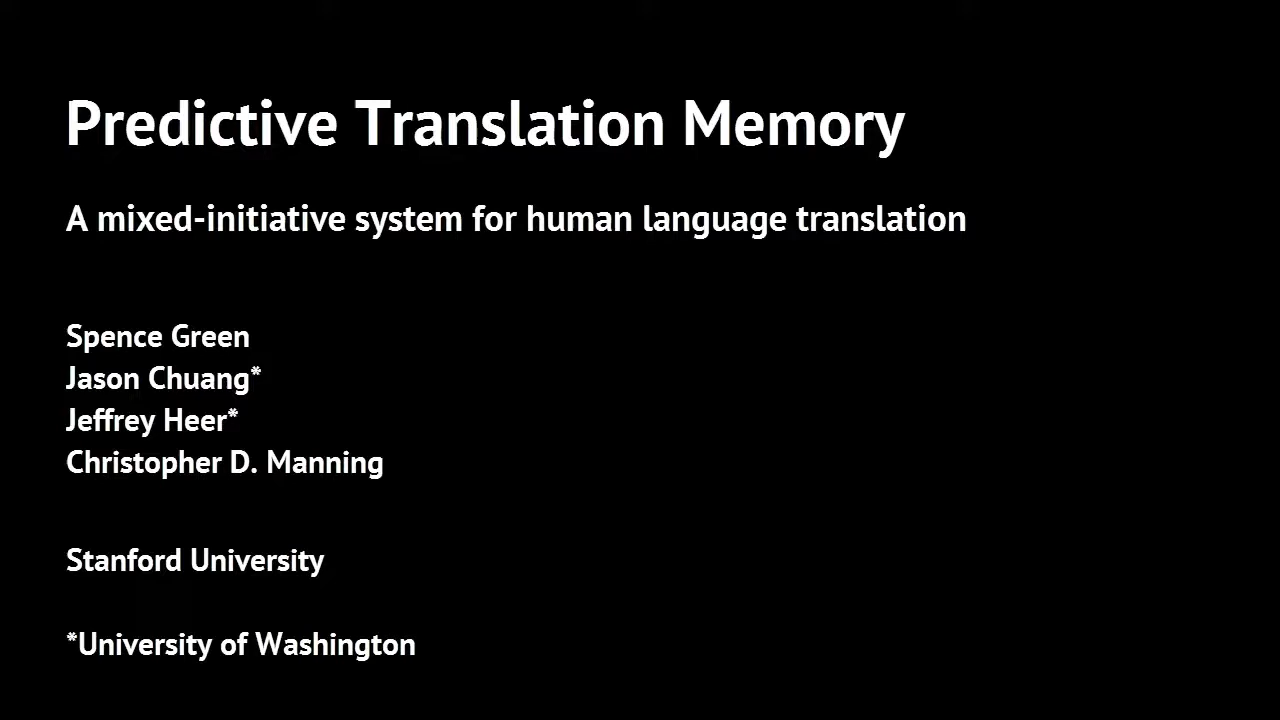 Predictive Translation Memory
A mixed-initiative system for human language translation
Spence Green
Jason Chuang*
Jeffrey Heer*
Christopher D. Manning
Stanford University
*University of Washington